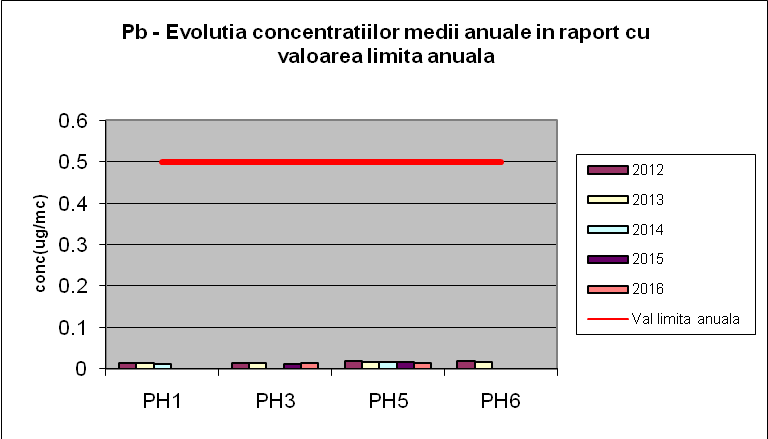 Pb - Evolutia concentratiilor medii anuale in raport cu
valoarea limita anuala
conc(ug/mc)
0.6
0.5
0.4
0.3
0.2
0.1
0
PH1
PH3
PH5
PH6
2012
2013
2014
2015
2016
Val limita anuala